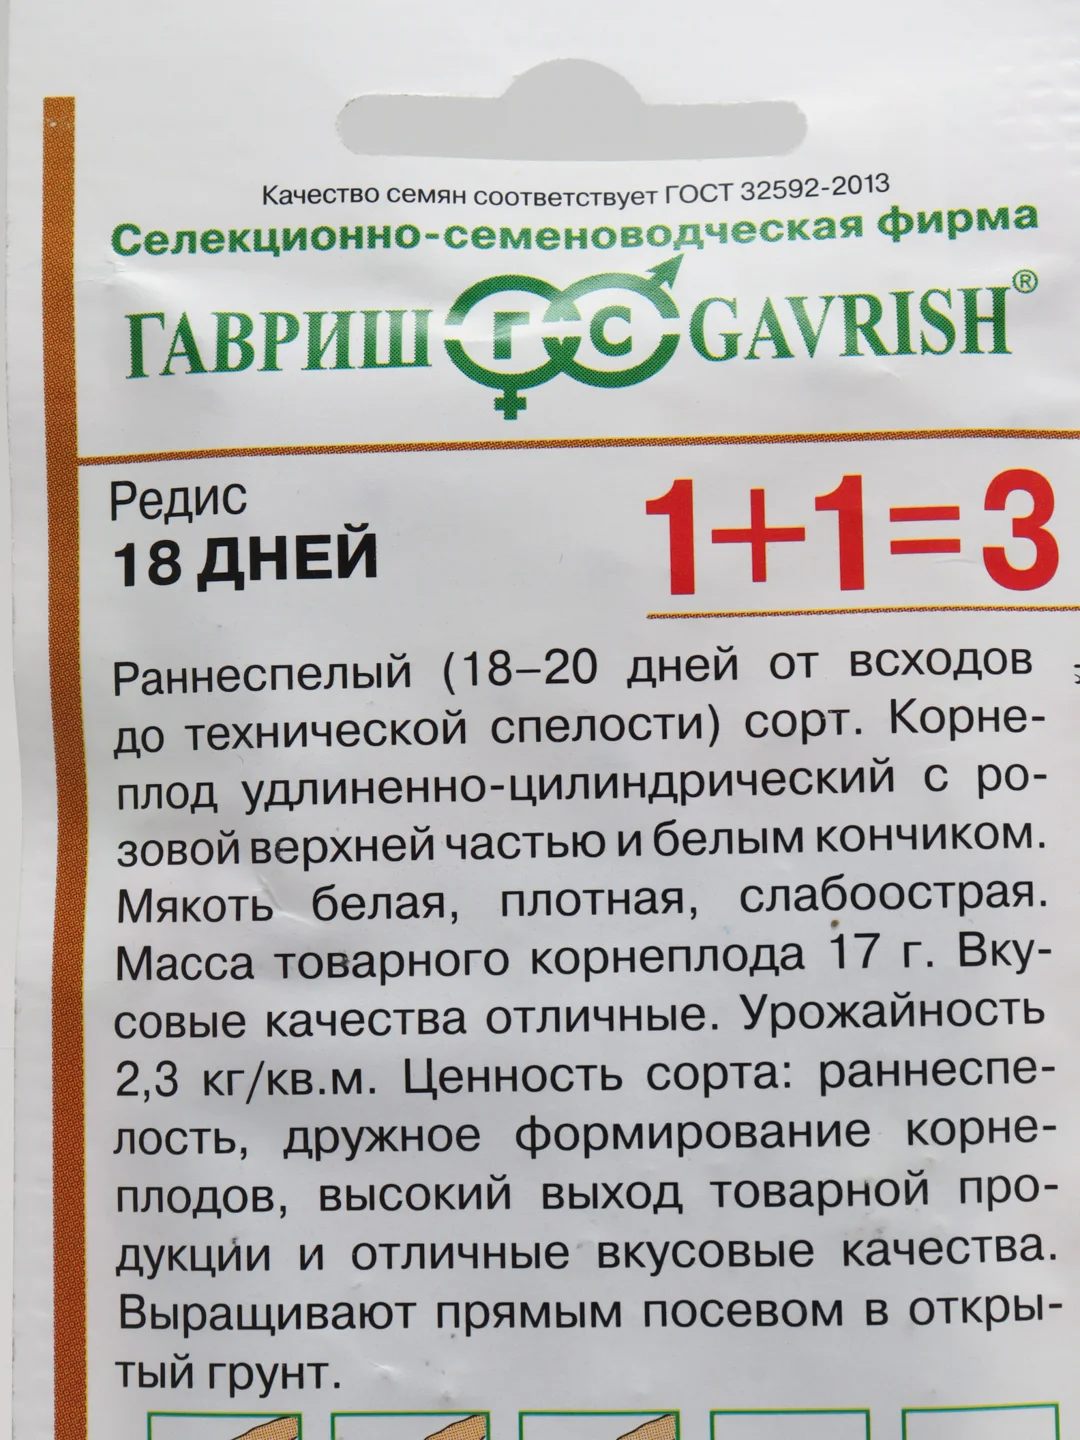 Качество семян соответствует ГОСТ 32592-2013
Селекционно-семеноводческая фирма
ГАВРИШ ГС GAVRISH®
Редис
18 ДНЕЙ
1+1=3
Раннеспелый (18–20 дней от всходов
до технической спелости) сорт. Корне-
плод удлиненно-цилиндрический с ро-
зовой верхней частью и белым кончиком.
Мякоть белая, плотная, слабоострая.
Масса товарного корнеплода 17 г. Вку-
совые качества отличные. Урожайность
2,3 кг/кв.м. Ценность сорта: раннеспе-
лость, дружное формирование корне-
плодов, высокий выход товарной про-
дукции и отличные вкусовые качества.
Выращивают прямым посевом в откры-
тый грунт.